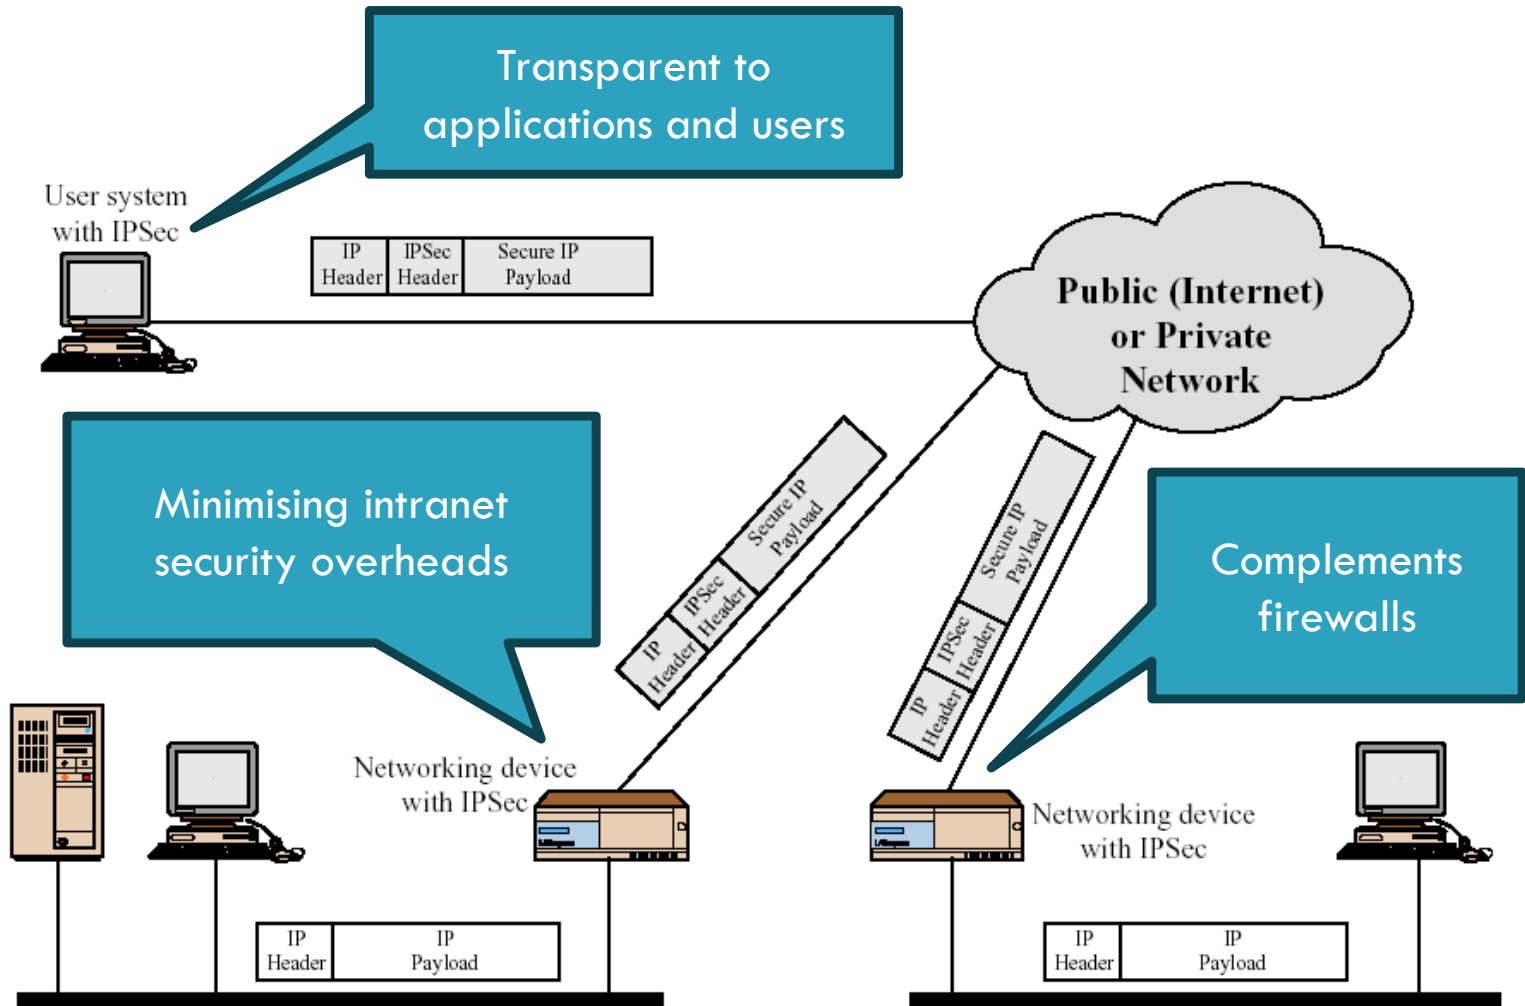 Transparent to
applications and users
User system
with IPSec
IP
Header
IPSec
Header
Secure IP
Payload
Public (Internet)
or Private
Network
Minimising intranet
security overheads
IP
Header
IPSec
Header
Secure IP
Payload
IP
Header
IPSec
Header
Secure IP
Payload
Complements
firewalls
Networking device
with IPSec
Networking device
with IPSec
IP
Header
IP
Payload
IP
Header
IP
Payload